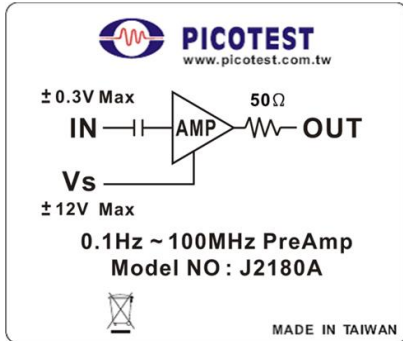 PICOTEST
www.picotest.com.tw
± 0.3V Max
50Ω
IN AMP OUT
Vs
± 12V Max
0.1Hz ~ 100MHz PreAmp
Model NO : J2180A
MADE IN TAIWAN